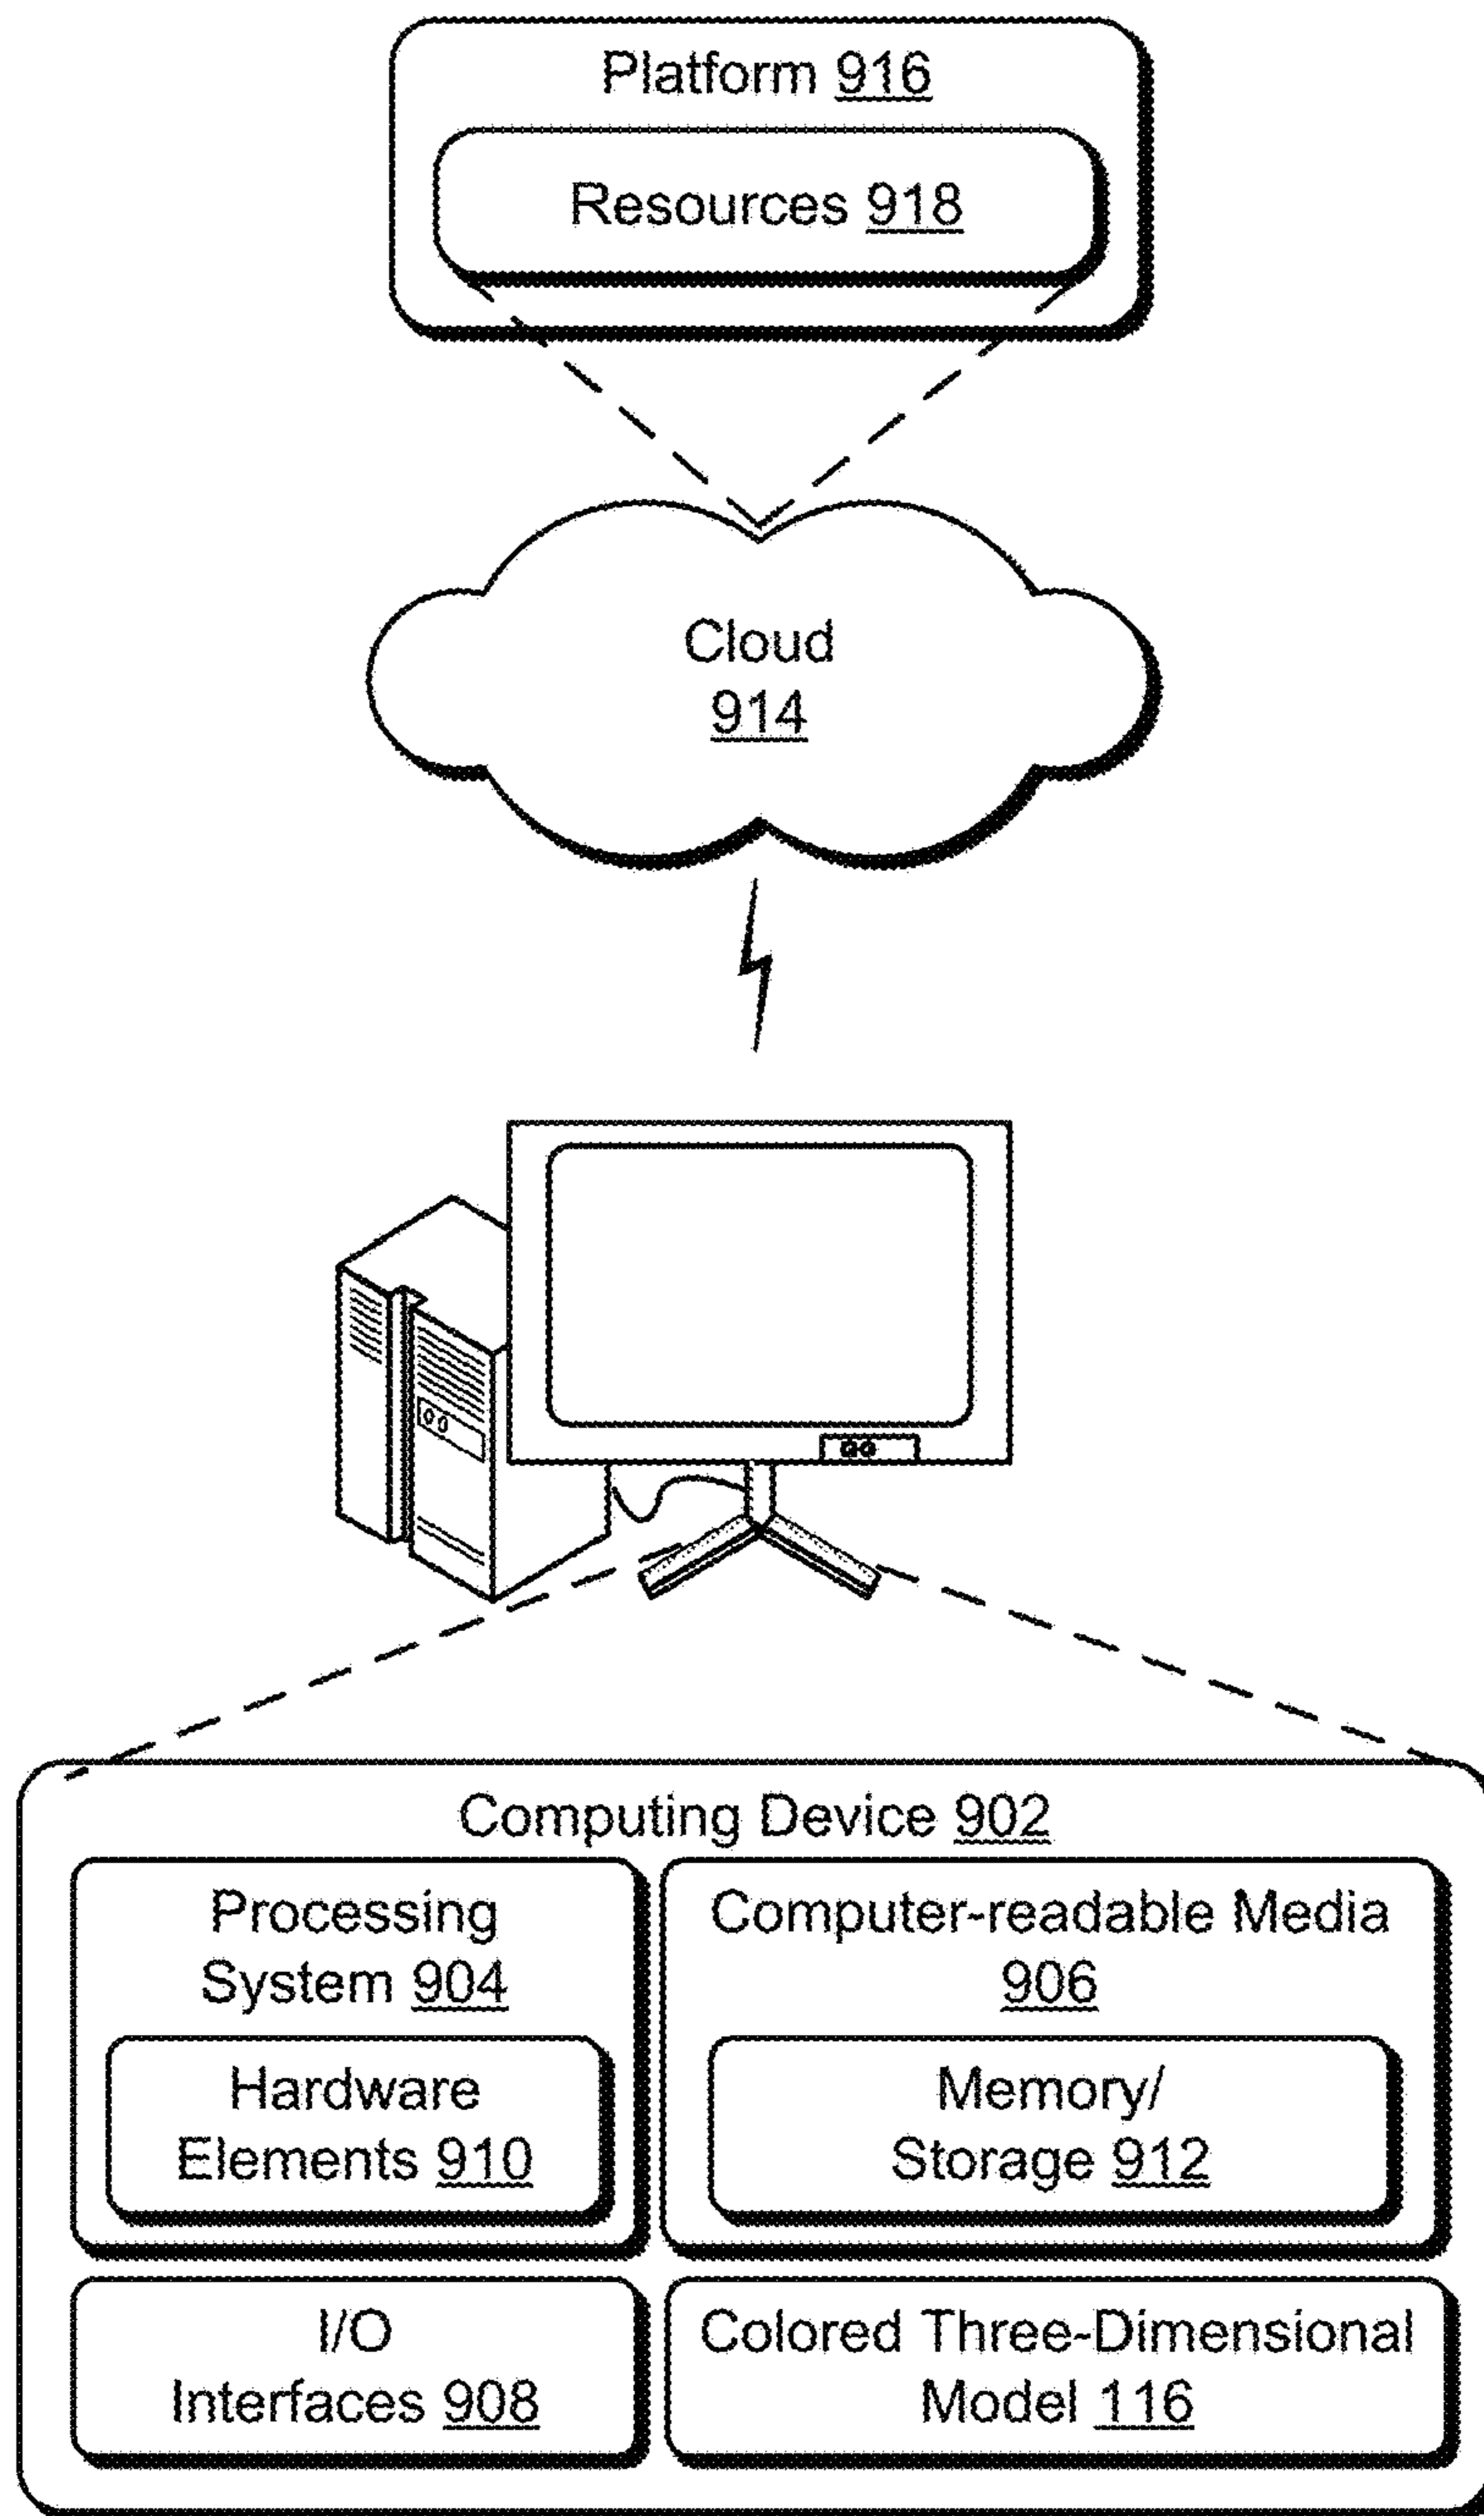 Platform 916
Resources 918
Cloud
914
Computing Device 902
Processing
System 904
Hardware
Elements 910
Computer-readable Media
906
Memory/
Storage 912
I/O
Interfaces 908
Colored Three-Dimensional
Model 116